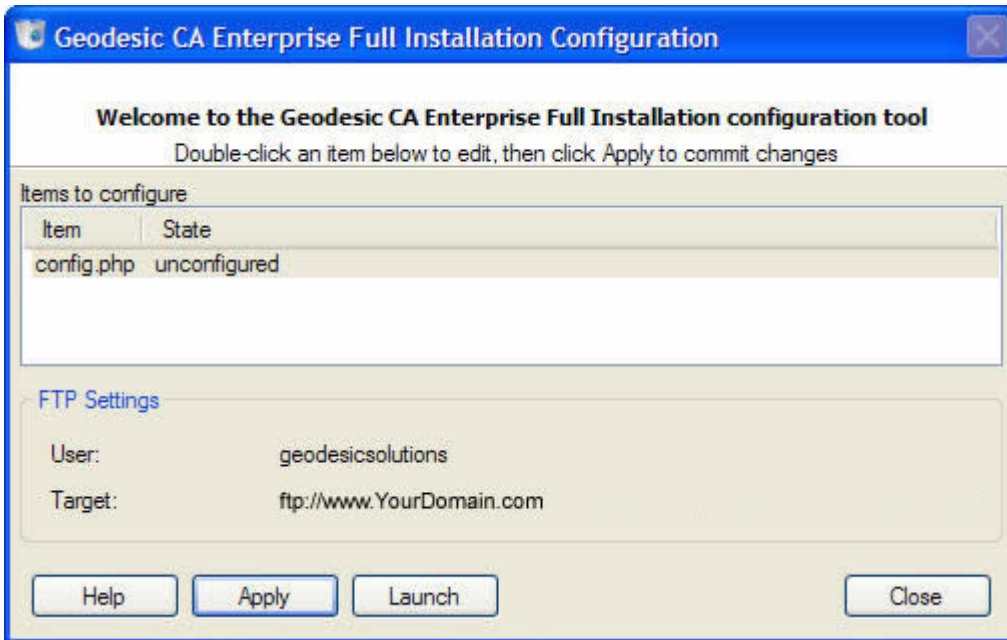 Geodesic CA Enterprise Full Installation Configuration
Welcome to the Geodesic CA Enterprise Full Installation configuration tool
Double-click an item below to edit, then click Apply to commit changes
Items to configure
Item State
config.php unconfigured
FTP Settings
User: geodesicsolutions
Target: ftp://www.YourDomain.com
Help Apply Launch Close